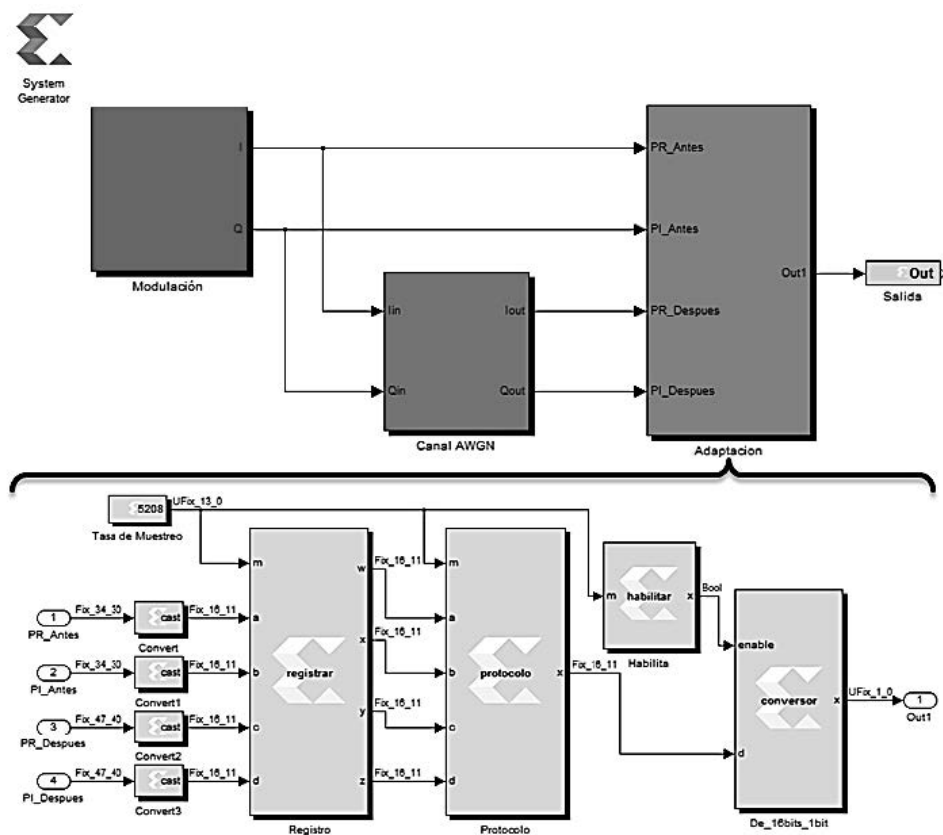 System
Generator
I
Q
Modulación
Iin
Qin
Iout
Qout
Canal AWGN
PR_Antes
PI_Antes
PR_Despues
PI_Despues
Out1
Adaptacion
Out
Salida
5208
UFix_13_0
Tasa de Muestreo
1
PR_Antes
Fix_34_30
cast
Fix_16_11
Convert
2
PI_Antes
Fix_34_30
cast
Fix_16_11
Convert1
3
PR_Despues
Fix_47_40
cast
Fix_16_11
Convert2
4
PI_Despues
Fix_47_40
cast
Fix_16_11
Convert3
m
a
b
c
d
registrar
w
x
y
z
Registro
Fix_16_11
Fix_16_11
Fix_16_11
Fix_16_11
m
a
b
c
d
protocolo
x
Protocolo
Fix_16_11
m
habilitar
x
Habilita
Bool
enable
d
conversor
x
De_16bits_1bit
UFix_1_0
1
Out1